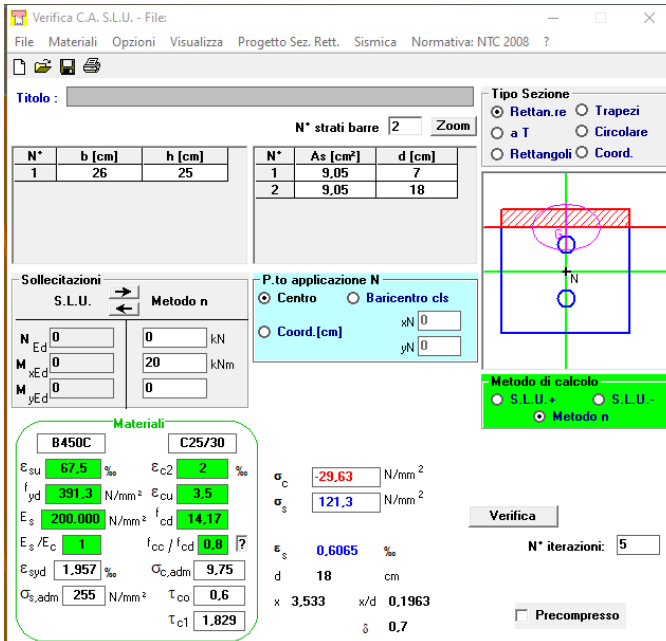 Verifica C.A. S.L.U. - File:
File Materiali Opzioni Visualizza Progetto Sez. Rett. Sismica Normativa: NTC 2008 ?
Titolo :
N* strati barre 2 Zoom
N* b [cm] h [cm]
1 26 25
N* As [cm²] d [cm]
1 9,05 7
2 9,05 18
Tipo Sezione
Rettan.re Trapezi
a T Circolare
Rettangoli Coord.
G
N
Sollecitazioni
S.L.U. Metodo n
N Ed 0 0 kN
M xEd 0 20 kNm
M yEd 0 0
P.to applicazione N
Centro Baricentro cls
Coord.[cm] xN 0
yN 0
Metodo di calcolo
S.L.U.+ S.L.U.-
Metodo n
Materiali
B450C C25/30
εsu 67,5 ‰ εc2 2 ‰
fyd 391,3 N/mm² εcu 3,5
Es 200.000 N/mm² fcd 14,17
Es/Ec 1 fcc / fcd 0,8 ?
εsyd 1,957 ‰ σc,adm 9,75
σs,adm 255 N/mm² τco 0,6
τc1 1,829
σc -29,63 N/mm²
σs 121,3 N/mm²
εs 0,6065 ‰
d 18 cm
x 3,533 x/d 0,1963
δ 0,7
Verifica
N* iterazioni: 5
Precompresso